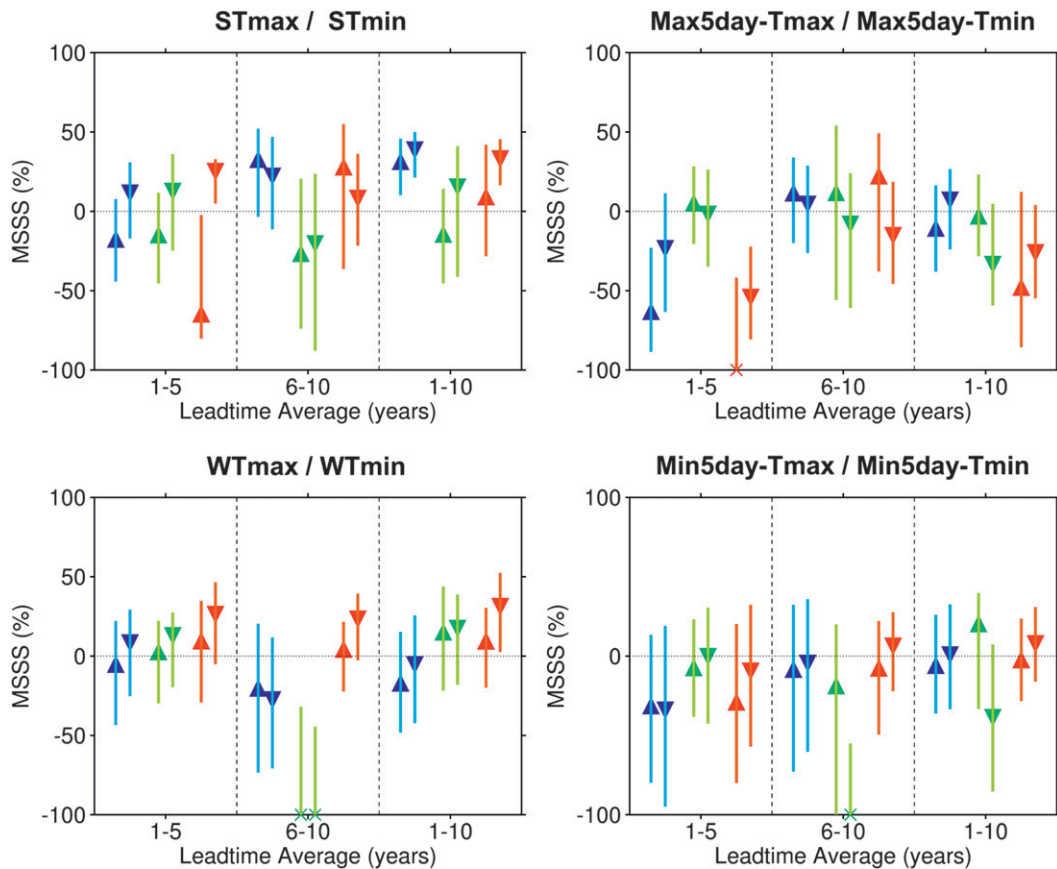 STmax / STmin
MSSS (%)
100
50
0
-50
-100
1-5
6-10
1-10
Leadtime Average (years)
Max5day-Tmax / Max5day-Tmin
MSSS (%)
100
50
0
-50
-100
1-5
6-10
1-10
Leadtime Average (years)
WTmax / WTmin
MSSS (%)
100
50
0
-50
-100
1-5
6-10
1-10
Leadtime Average (years)
Min5day-Tmax / Min5day-Tmin
MSSS (%)
100
50
0
-50
-100
1-5
6-10
1-10
Leadtime Average (years)